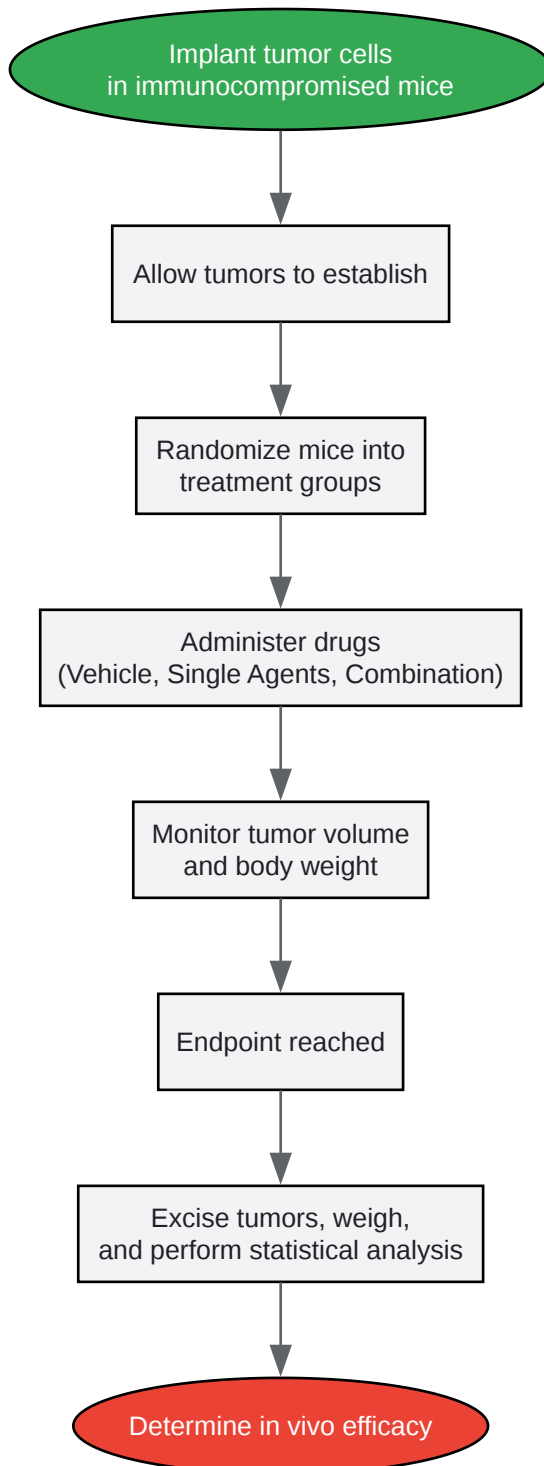 Implant tumor cells
in immunocompromised mice
Allow tumors to establish
Randomize mice into
treatment groups
Administer drugs
(Vehicle, Single Agents, Combination)
Monitor tumor volume
and body weight
Endpoint reached
Excise tumors, weigh,
and perform statistical analysis
Determine in vivo efficacy